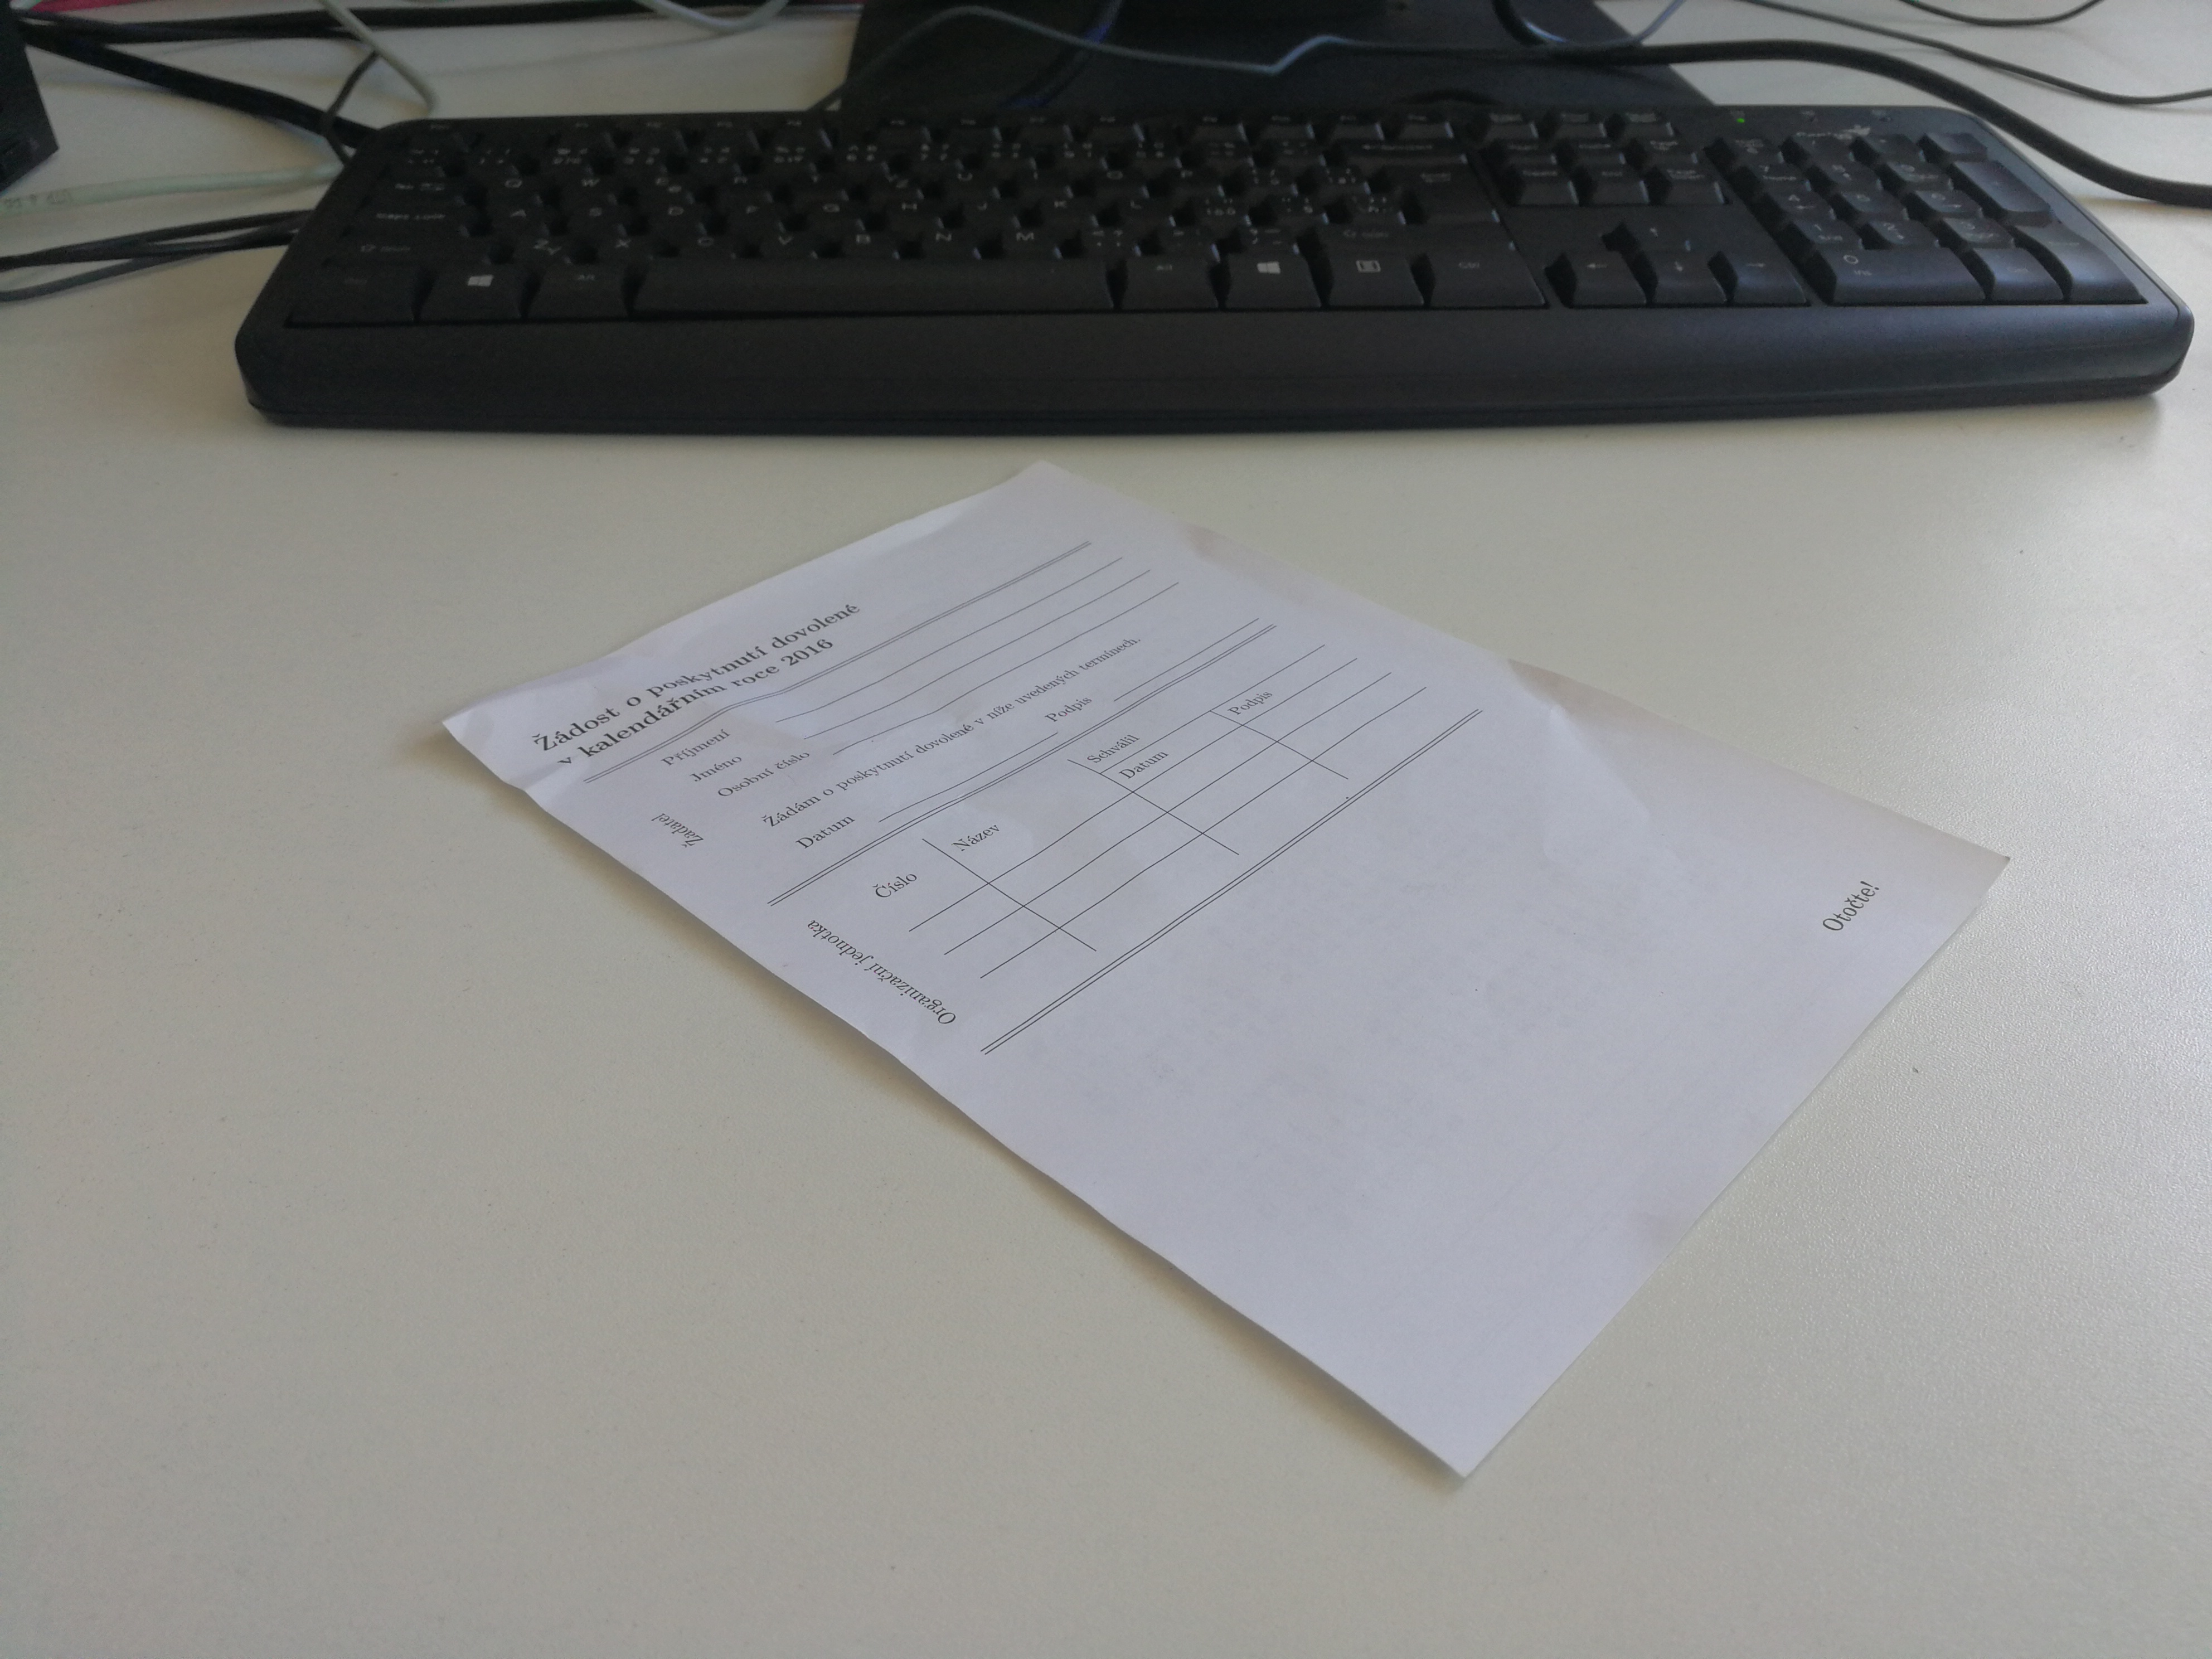 Žádost o poskytnutí dovolené
v kalendářním roce 2016
Žadatel
Příjmení
Jméno
Osobní číslo
Žádám o poskytnutí dovolené v níže uvedených termínech.
Datum Podpis
Organizační jednotka
Číslo Název Schválil
Datum Podpis
Otočte!